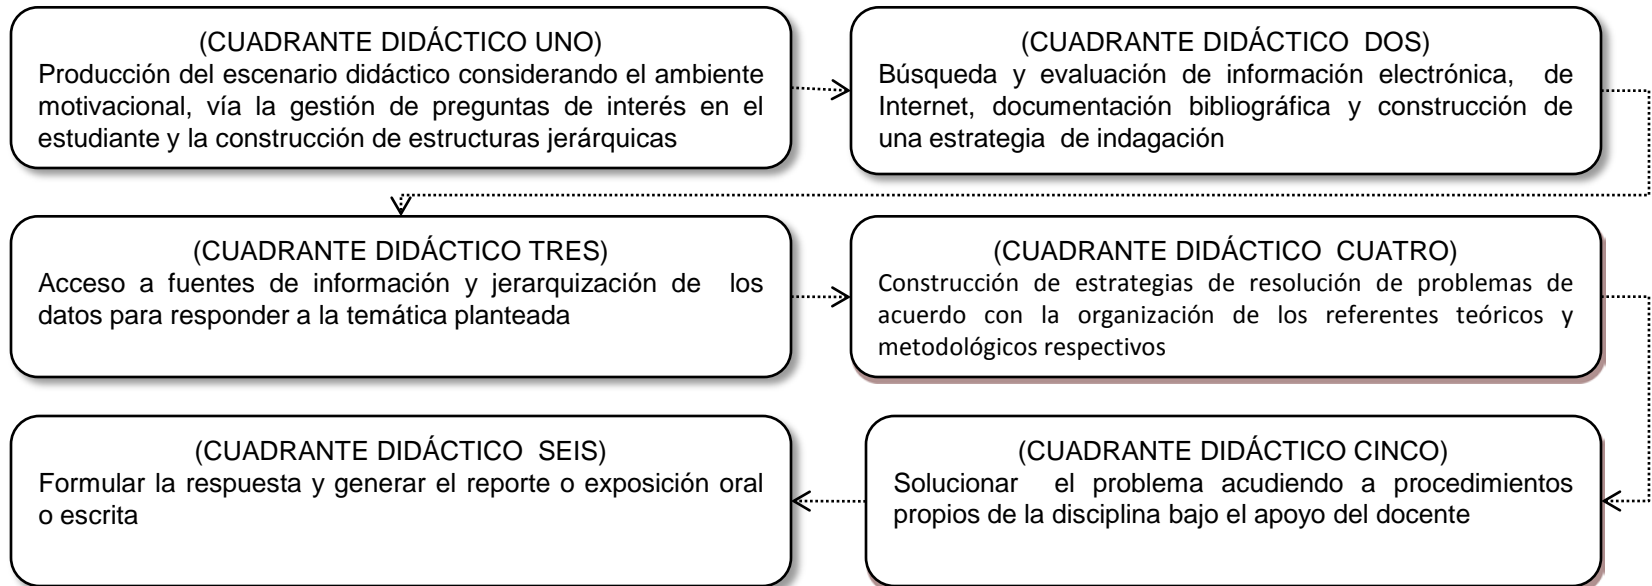 (CUADRANTE DIDÁCTICO UNO)
Producción del escenario didáctico considerando el ambiente
motivacional, vía la gestión de preguntas de interés en el
estudiante y la construcción de estructuras jerárquicas
(CUADRANTE DIDÁCTICO DOS)
Búsqueda y evaluación de información electrónica, de
Internet, documentación bibliográfica y construcción de
una estrategia de indagación
(CUADRANTE DIDÁCTICO TRES)
Acceso a fuentes de información y jerarquización de los
datos para responder a la temática planteada
(CUADRANTE DIDÁCTICO CUATRO)
Construcción de estrategias de resolución de problemas de
acuerdo con la organización de los referentes teóricos y
metodológicos respectivos
(CUADRANTE DIDÁCTICO CINCO)
Solucionar el problema acudiendo a procedimientos
propios de la disciplina bajo el apoyo del docente
(CUADRANTE DIDÁCTICO SEIS)
Formular la respuesta y generar el reporte o exposición oral
o escrita